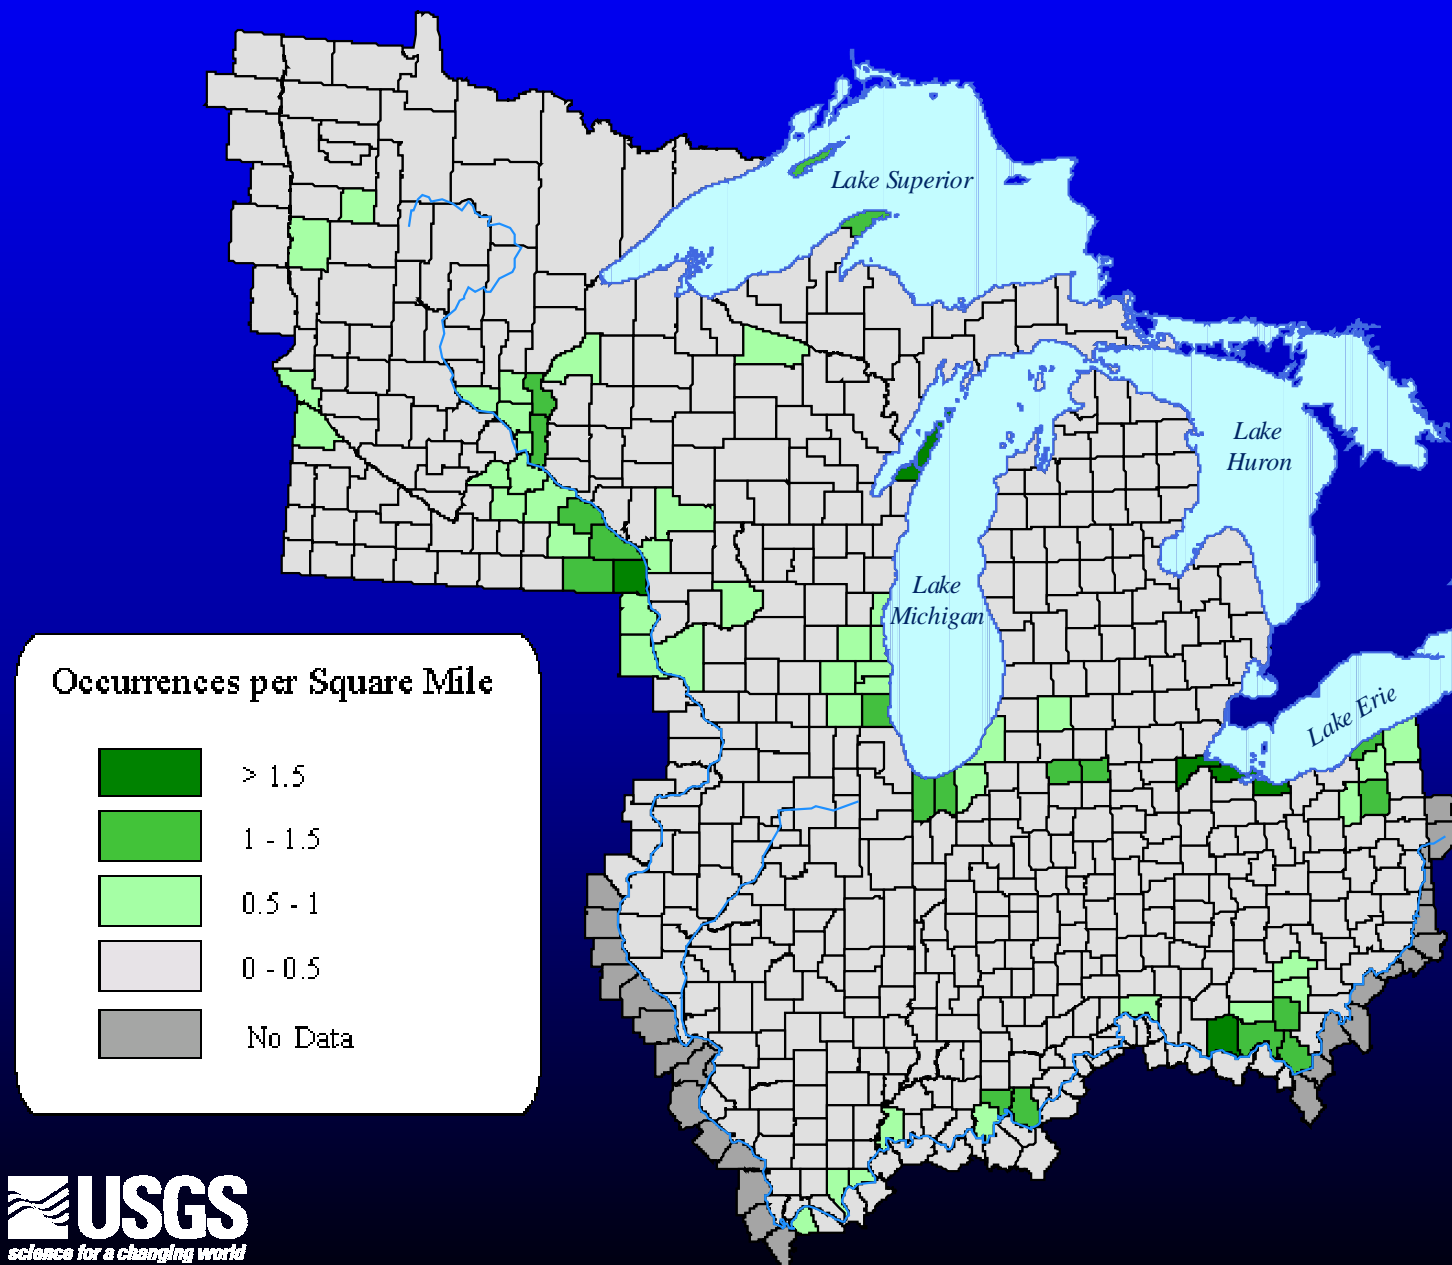 Lake Superior
Lake
Huron
Lake
Michigan
Lake Erie
Occurrences per Square Mile
> 1.5
1 - 1.5
0.5 - 1
0 - 0.5
No Data
USGS
science for a changing world